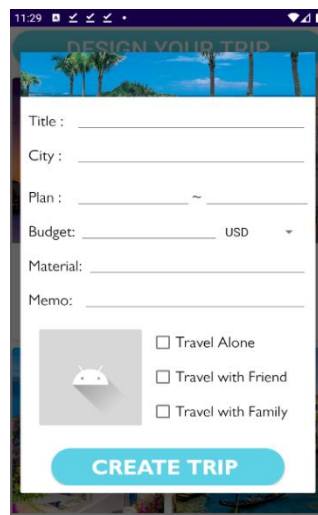 11:29
DESIGN YOUR TRIP
Title :
City :
Plan : ~
Budget: USD
Material:
Memo:
Travel Alone
Travel with Friend
Travel with Family
CREATE TRIP